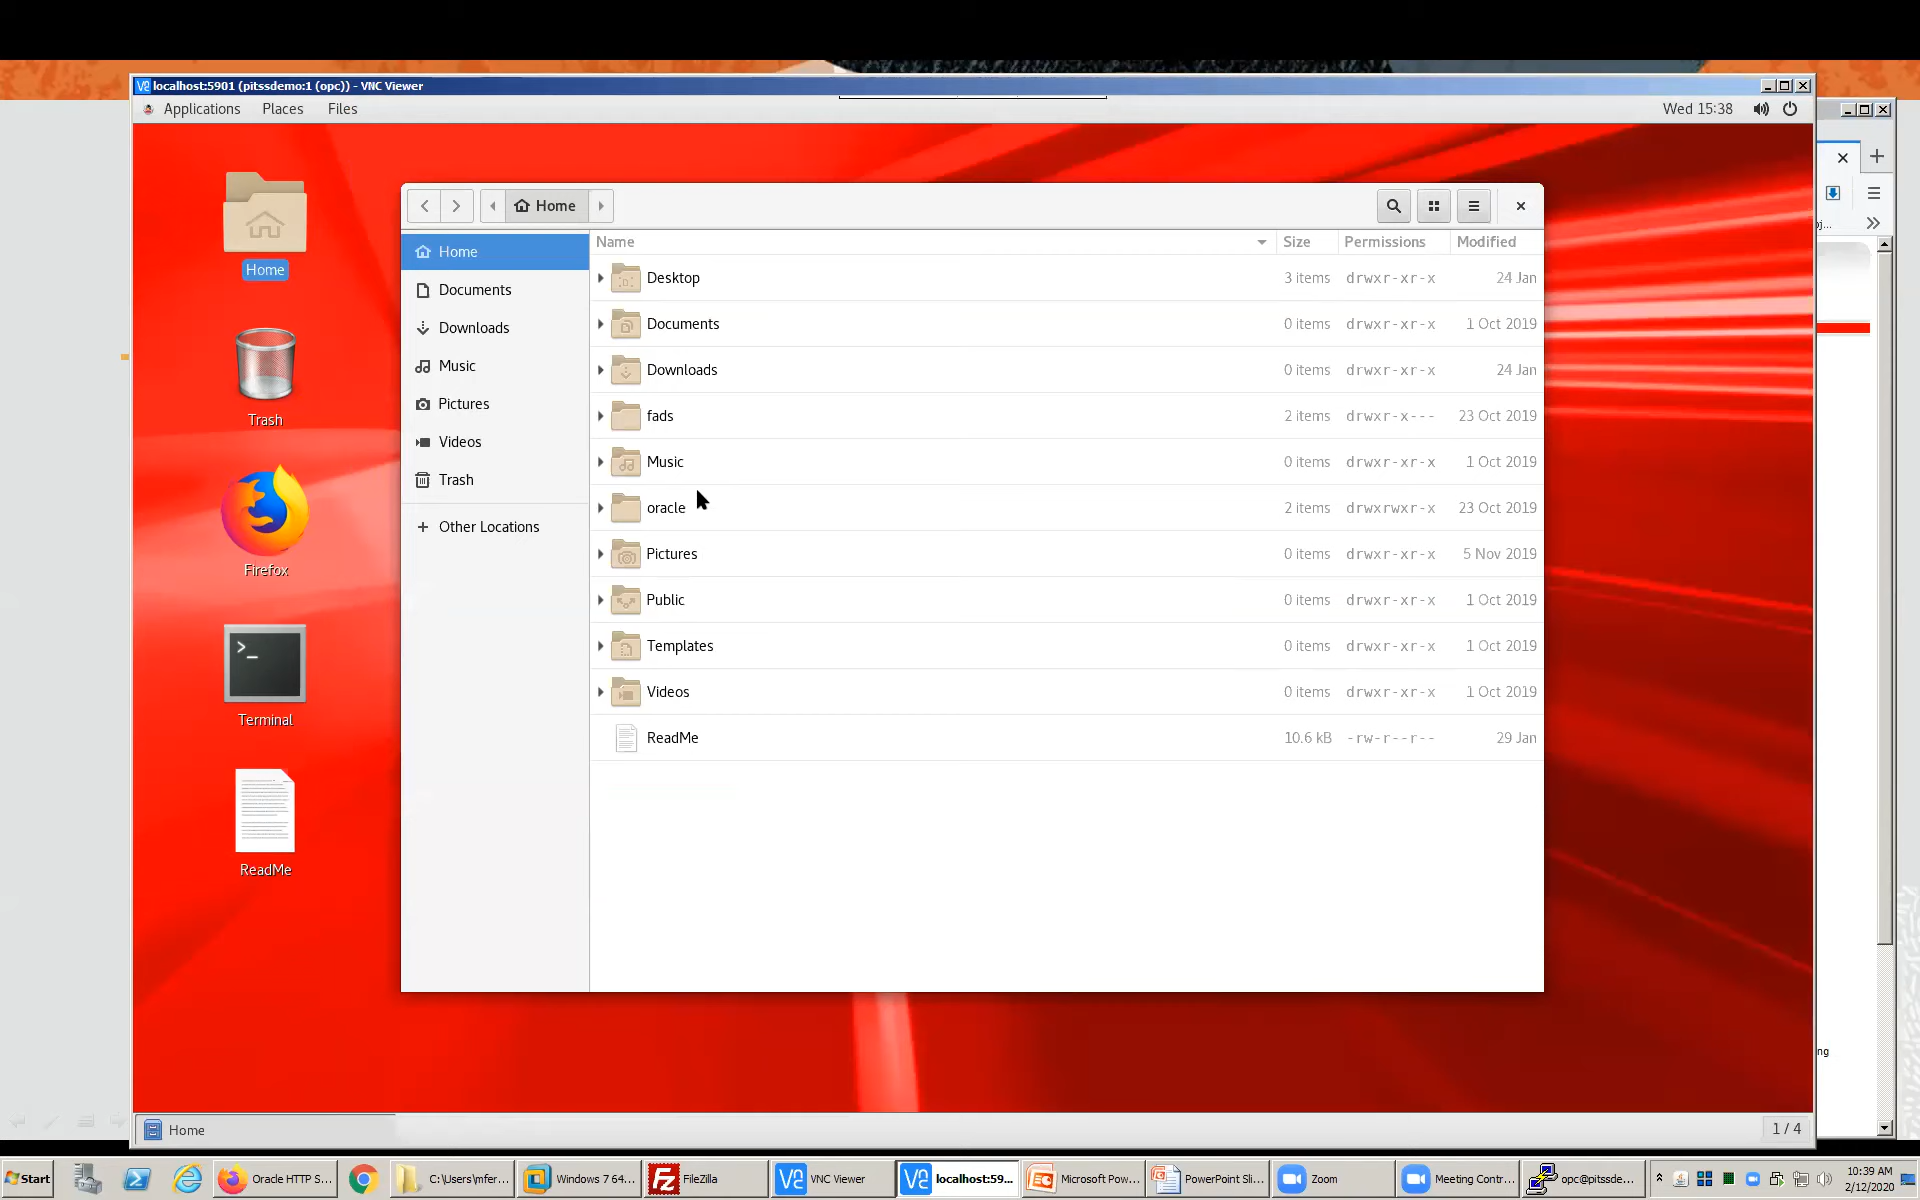 localhost:5901 (pitssdemo:1 (opc)) - VNC Viewer
Applications Places Files Wed 15:38
Home
Trash
Firefox
Terminal
ReadMe
Home
Home
Documents
Downloads
Music
Pictures
Videos
Trash
Other Locations
Name Size Permissions Modified
Desktop 3 items drwxr-xr-x 24 Jan
Documents 0 items drwxr-xr-x 1 Oct 2019
Downloads 0 items drwxr-xr-x 24 Jan
fads 2 items drwxr-x--- 23 Oct 2019
Music 0 items drwxr-xr-x 1 Oct 2019
oracle 2 items drwxrwxr-x 23 Oct 2019
Pictures 0 items drwxr-xr-x 5 Nov 2019
Public 0 items drwxr-xr-x 1 Oct 2019
Templates 0 items drwxr-xr-x 1 Oct 2019
Videos 0 items drwxr-xr-x 1 Oct 2019
ReadMe 10.6 kB -rw-r--r-- 29 Jan
ng
Home 1 / 4
Start Oracle HTTP S... C:\Users\mfer... Windows 7 64... FileZilla VNC Viewer localhost:59... Microsoft Pow... PowerPoint Sli... Zoom Meeting Contr... opc@pitssde... 10:39 AM
2/12/2020